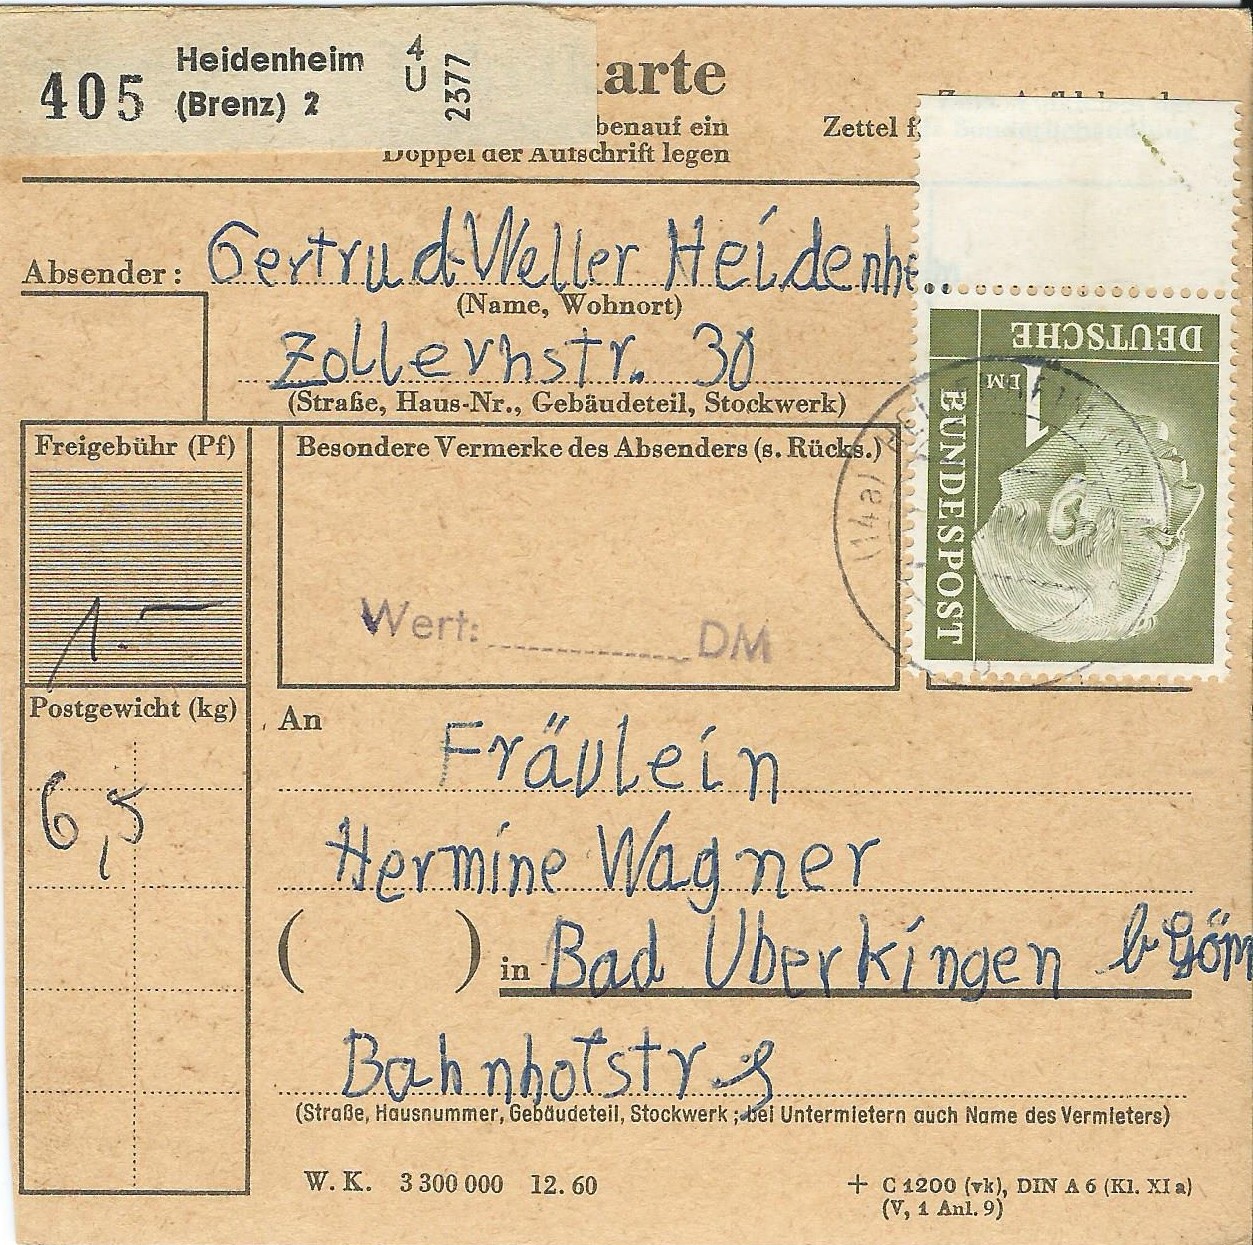 405 Heidenheim (Brenz) 2 4 U 2377
karte
benauf ein
Doppel der Aufschrift legen
Zettel f
Absender: Gertrud Weller Heidenhe
(Name, Wohnort)
Zollernstr. 30
(Straße, Haus-Nr., Gebäudeteil, Stockwerk)
DEUTSCHE
BUNDESPOST
1 DM
(14a)
Freigebühr (Pf)
1.-
Besondere Vermerke des Absenders (s. Rücks.)
Wert: DM
Postgewicht (kg)
6,5
An Fräulein
Hermine Wagner
( ) in Bad Uberkingen b Göm
Bahnhofstr
(Straße, Hausnummer, Gebäudeteil, Stockwerk; bei Untermietern auch Name des Vermieters)
W. K. 3 300 000 12. 60
+ C 1200 (vk), DIN A 6 (Kl. XI a)
(V, 1 Anl. 9)